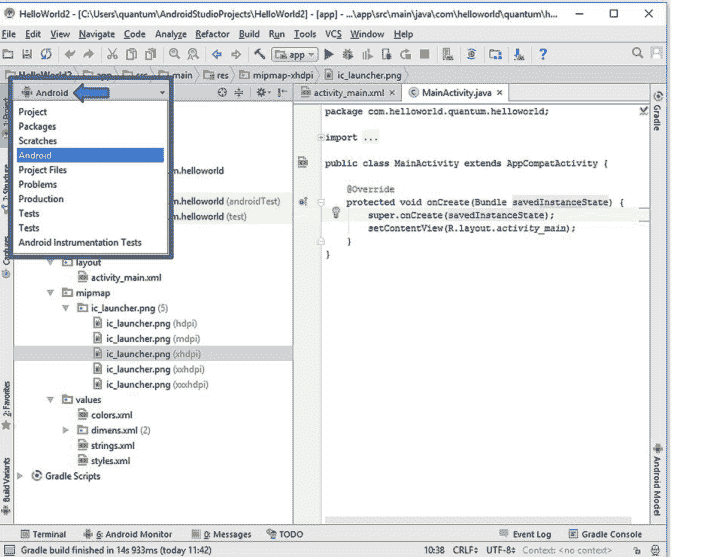 HelloWorld2 - [C:\Users\quantum\AndroidStudioProjects\HelloWorld2] - [app] - ...\app\src\main\java\com\helloworld\quantum\h...
File Edit View Navigate Code Analyze Refactor Build Run Tools VCS Window Help
app
HelloWorld2 app src main res mipmap-xhdpi ic_launcher.png
Android
activity_main.xml
MainActivity.java
Project
Packages
Scratches
Android
Project Files
Problems
Production
Tests
Tests
Android Instrumentation Tests
m.helloworld
m.helloworld (androidTest)
m.helloworld (test)
layout
activity_main.xml
mipmap
ic_launcher.png (5)
ic_launcher.png (hdpi)
ic_launcher.png (mdpi)
ic_launcher.png (xhdpi)
ic_launcher.png (xxhdpi)
ic_launcher.png (xxxhdpi)
values
colors.xml
dimens.xml (2)
strings.xml
styles.xml
Gradle Scripts
package com.helloworld.quantum.helloworld;
import ...
public class MainActivity extends AppCompatActivity {
@Override
protected void onCreate(Bundle savedInstanceState) {
super.onCreate(savedInstanceState);
setContentView(R.layout.activity_main);
}
}
Captures
2: Favorites
Build Variants
Gradle
Android Model
Terminal 6: Android Monitor 0: Messages TODO Event Log Gradle Console
Gradle build finished in 14s 933ms (today 11:42) 10:38 CRLF UTF-8 Context: <no context>